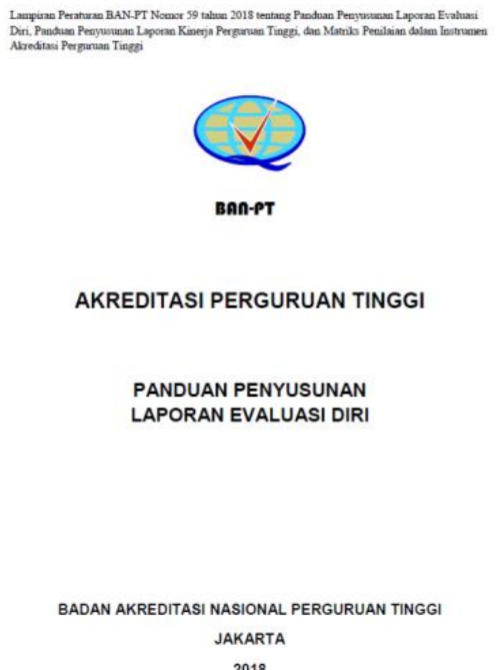 Lampiran Peraturan BAN-PT Nomor 59 tahun 2018 tentang Panduan Penyusunan Laporan Evaluasi
Diri, Panduan Penyusunan Laporan Kinerja Perguruan Tinggi, dan Matriks Penilaian dalam Instrumen
Akreditasi Perguruan Tinggi
BAN-PT
AKREDITASI PERGURUAN TINGGI
PANDUAN PENYUSUNAN
LAPORAN EVALUASI DIRI
BADAN AKREDITASI NASIONAL PERGURUAN TINGGI
JAKARTA
2018